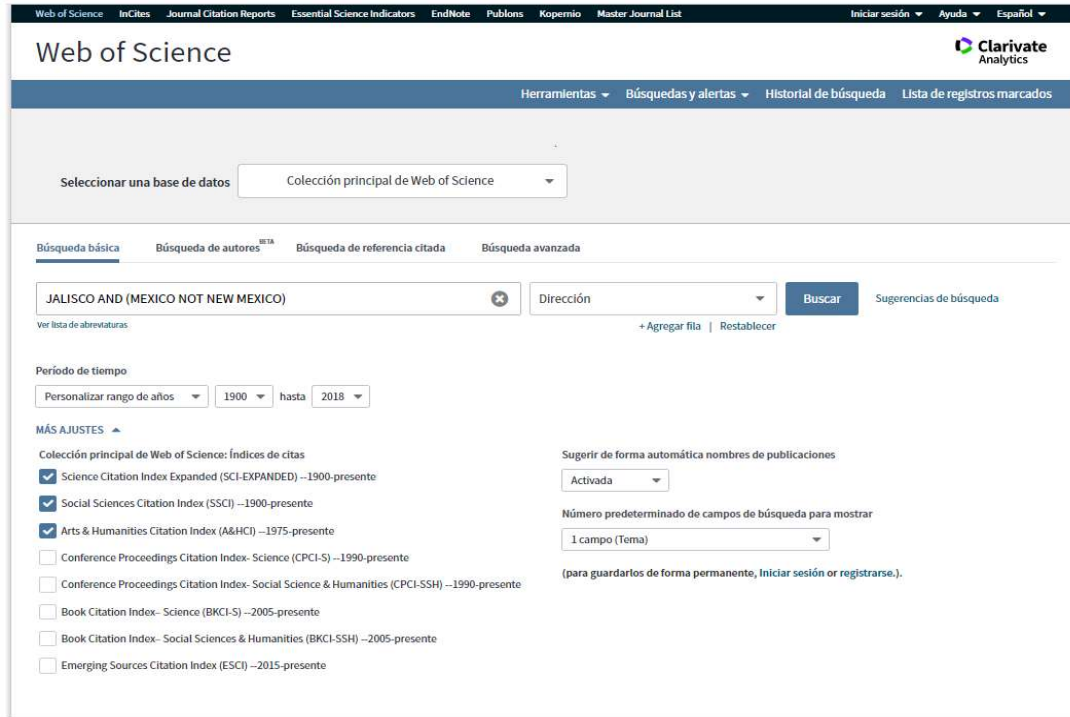 Web of Science InCites Journal Citation Reports Essential Science Indicators EndNote Publons Kopernio Master Journal List Iniciar sesión Ayuda Español
Web of Science
Clarivate
Analytics
Herramientas Búsquedas y alertas Historial de búsqueda Lista de registros marcados
Seleccionar una base de datos Colección principal de Web of Science
Búsqueda básica Búsqueda de autores BETA Búsqueda de referencia citada Búsqueda avanzada
JALISCO AND (MEXICO NOT NEW MEXICO) Dirección Buscar Sugerencias de búsqueda
Ver lista de abreviaturas + Agregar fila | Restablecer
Período de tiempo
Personalizar rango de años 1900 hasta 2018
MÁS AJUSTES
Colección principal de Web of Science: Índices de citas
Science Citation Index Expanded (SCI-EXPANDED) --1900-presente
Social Sciences Citation Index (SSCI) --1900-presente
Arts & Humanities Citation Index (A&HCI) --1975-presente
Conference Proceedings Citation Index- Science (CPCI-S) --1990-presente
Conference Proceedings Citation Index- Social Science & Humanities (CPCI-SSH) --1990-presente
Book Citation Index– Science (BKCI-S) --2005-presente
Book Citation Index– Social Sciences & Humanities (BKCI-SSH) --2005-presente
Emerging Sources Citation Index (ESCI) --2015-presente
Sugerir de forma automática nombres de publicaciones
Activada
Número predeterminado de campos de búsqueda para mostrar
1 campo (Tema)
(para guardarlos de forma permanente, Iniciar sesión or registrarse.).